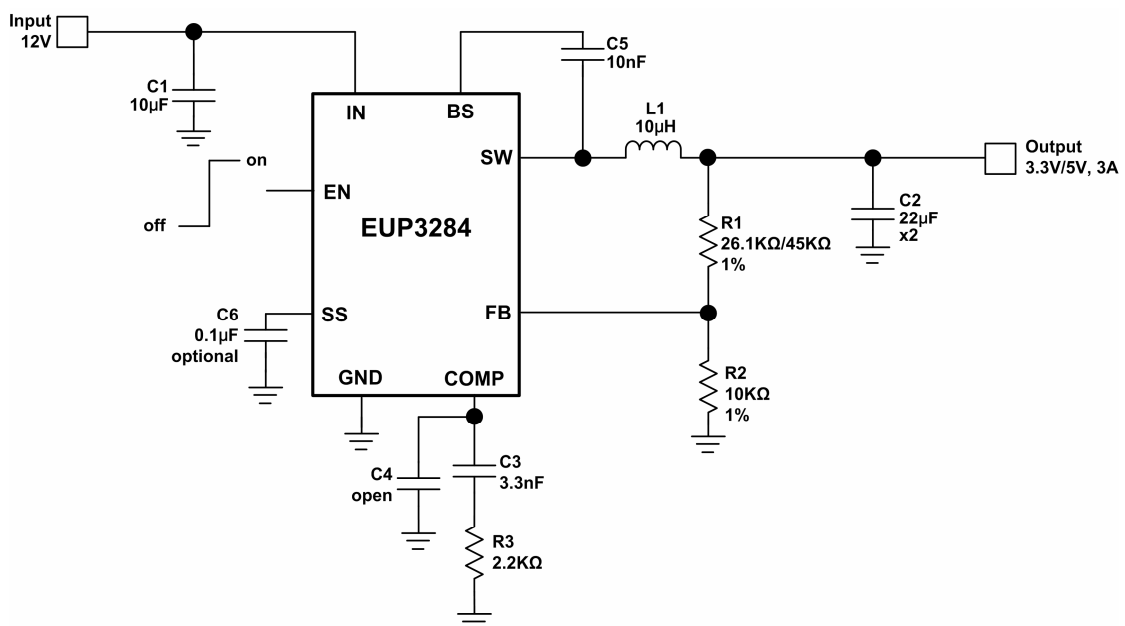 Input
12V
C1
10µF
on
off
IN
BS
SW
EN
EUP3284
SS
FB
GND
COMP
C5
10nF
L1
10µH
Output
3.3V/5V, 3A
C2
22µF
x2
R1
26.1KΩ/45KΩ
1%
C6
0.1µF
optional
R2
10KΩ
1%
C4
open
C3
3.3nF
R3
2.2KΩ